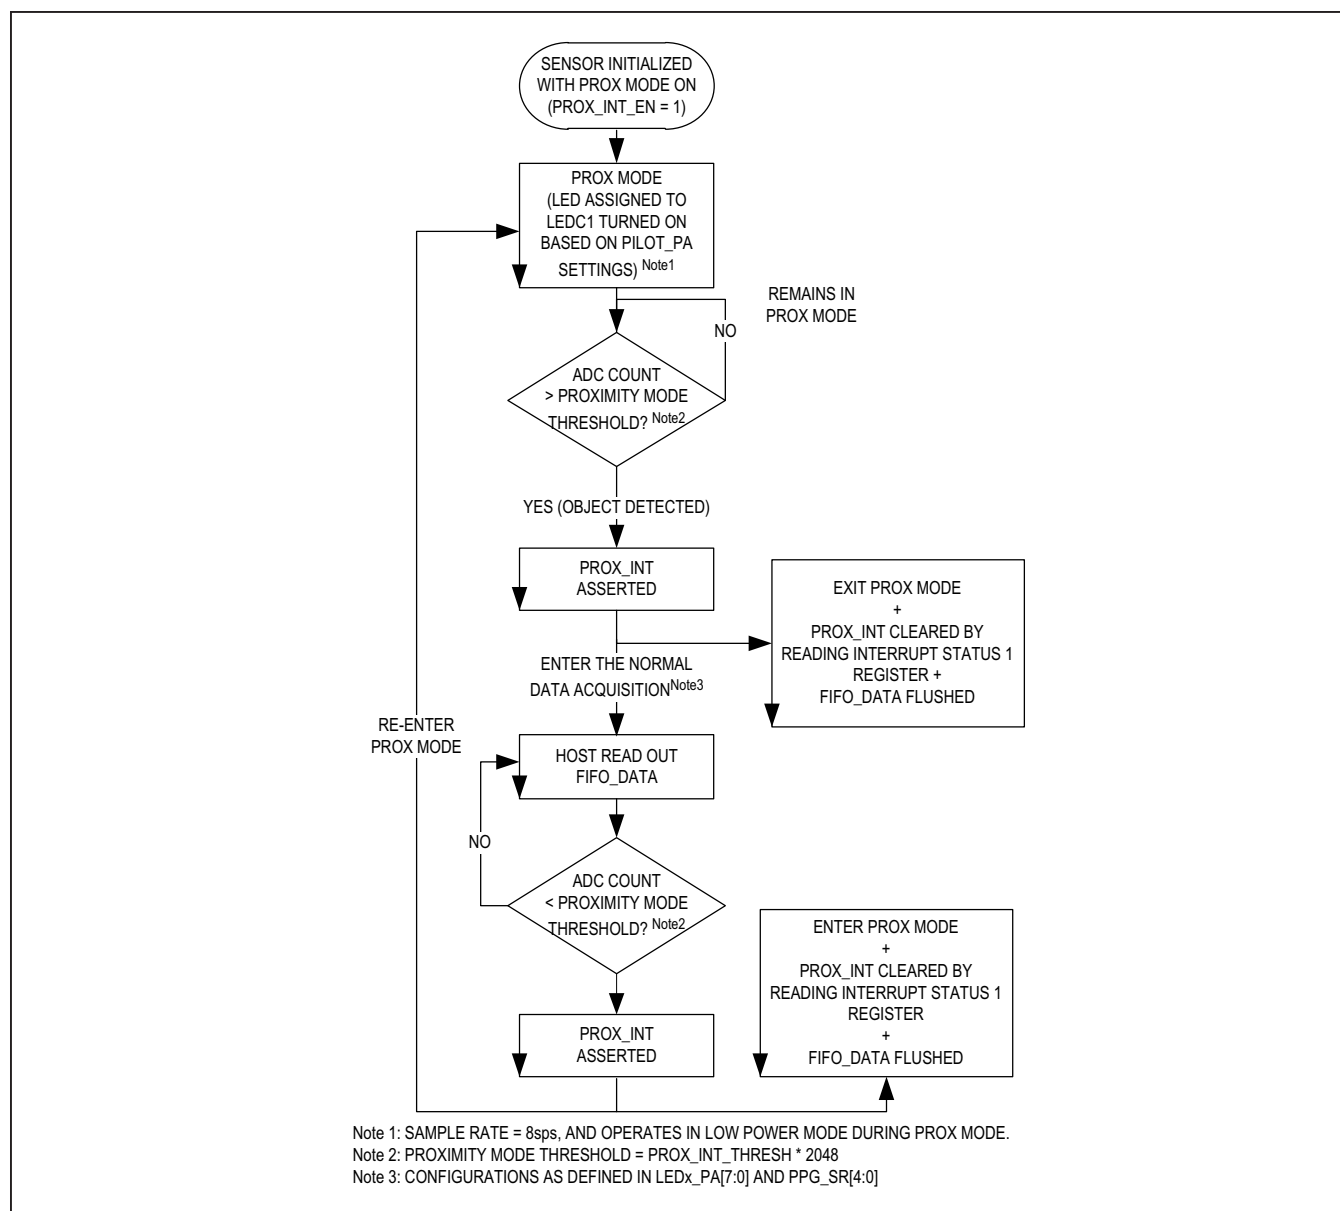 SENSOR INITIALIZED
WITH PROX MODE ON
(PROX_INT_EN = 1)
PROX MODE
(LED ASSIGNED TO
LEDC1 TURNED ON
BASED ON PILOT_PA
SETTINGS) Note1
REMAINS IN
PROX MODE
NO
ADC COUNT
> PROXIMITY MODE
THRESHOLD? Note2
YES (OBJECT DETECTED)
PROX_INT
ASSERTED
EXIT PROX MODE
+
PROX_INT CLEARED BY
READING INTERRUPT STATUS 1
REGISTER +
FIFO_DATA FLUSHED
ENTER THE NORMAL
DATA ACQUISITION Note3
RE-ENTER
PROX MODE
HOST READ OUT
FIFO_DATA
NO
ADC COUNT
< PROXIMITY MODE
THRESHOLD? Note2
ENTER PROX MODE
+
PROX_INT CLEARED BY
READING INTERRUPT STATUS 1
REGISTER
+
FIFO_DATA FLUSHED
PROX_INT
ASSERTED
Note 1: SAMPLE RATE = 8sps, AND OPERATES IN LOW POWER MODE DURING PROX MODE.
Note 2: PROXIMITY MODE THRESHOLD = PROX_INT_THRESH * 2048
Note 3: CONFIGURATIONS AS DEFINED IN LEDx_PA[7:0] AND PPG_SR[4:0]